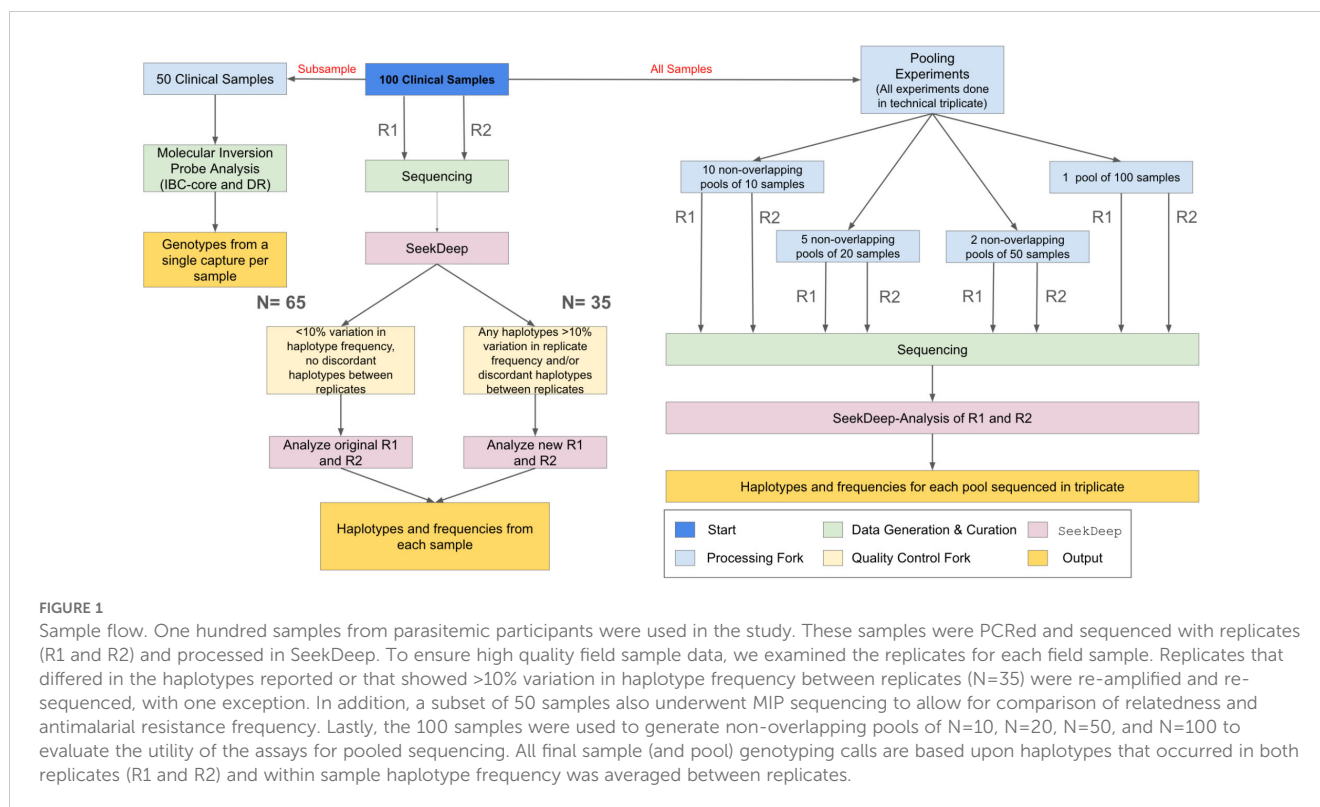 50 Clinical Samples
Subsample
100 Clinical Samples
All Samples
Pooling
Experiments
(All experiments done
in technical triplicate)
R1
R2
Molecular Inversion
Probe Analysis
(IBC-core and DR)
Sequencing
10 non-overlapping
pools of 10 samples
1 pool of 100 samples
R1
R2
R1
R2
Genotypes from a
single capture per
sample
SeekDeep
5 non-overlapping
pools of 20 samples
2 non-overlapping
pools of 50 samples
R1
R2
R1
R2
N= 65
N= 35
<10% variation in
haplotype frequency,
no discordant
haplotypes between
replicates
Any haplotypes >10%
variation in replicate
frequency and/or
discordant haplotypes
between replicates
Sequencing
SeekDeep-Analysis of R1 and R2
Analyze original R1
and R2
Analyze new R1
and R2
Haplotypes and frequencies for each pool sequenced in triplicate
Haplotypes and frequencies from
each sample
Start
Data Generation & Curation
SeekDeep
Processing Fork
Quality Control Fork
Output
FIGURE 1
Sample flow. One hundred samples from parasitemic participants were used in the study. These samples were PCRed and sequenced with replicates
(R1 and R2) and processed in SeekDeep. To ensure high quality field sample data, we examined the replicates for each field sample. Replicates that
differed in the haplotypes reported or that showed >10% variation in haplotype frequency between replicates (N=35) were re-amplified and re-
sequenced, with one exception. In addition, a subset of 50 samples also underwent MIP sequencing to allow for comparison of relatedness and
antimalarial resistance frequency. Lastly, the 100 samples were used to generate non-overlapping pools of N=10, N=20, N=50, and N=100 to
evaluate the utility of the assays for pooled sequencing. All final sample (and pool) genotyping calls are based upon haplotypes that occurred in both
replicates (R1 and R2) and within sample haplotype frequency was averaged between replicates.